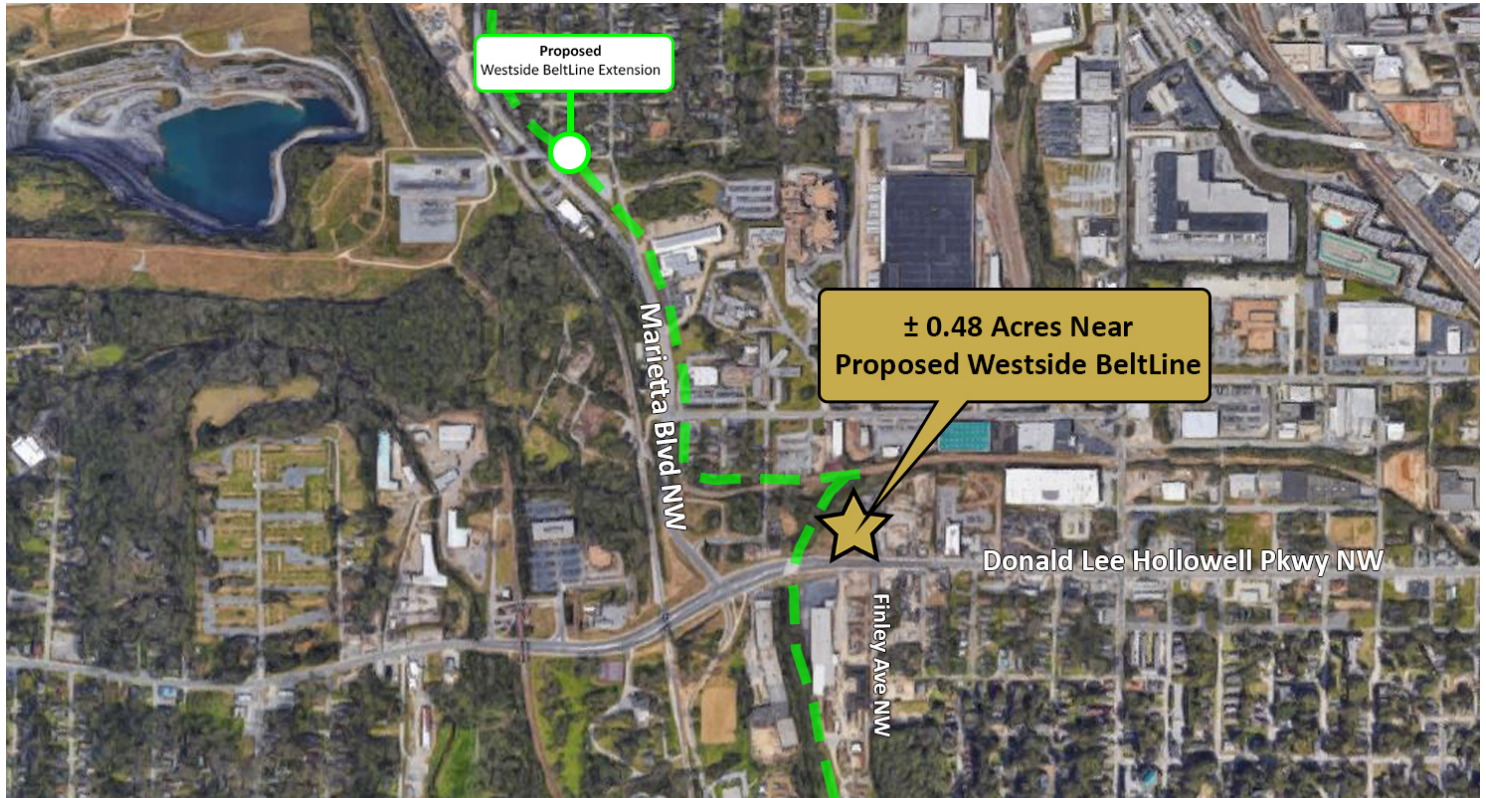 Proposed
Westside BeltLine Extension
Marietta Blvd NW
± 0.48 Acres Near
Proposed Westside BeltLine
Donald Lee Hollowell Pkwy NW
Finley Ave NW